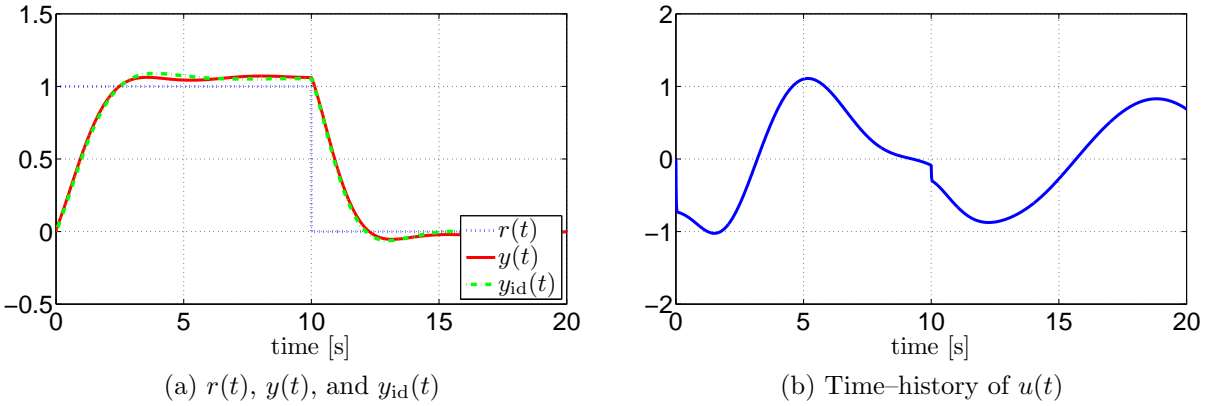 1.5
1
0.5
0
−0.5
0
5
10
15
20
time [s]
r(t)
y(t)
y_id(t)
(a) r(t), y(t), and y_id(t)
2
1
0
−1
−2
0
5
10
15
20
time [s]
(b) Time–history of u(t)